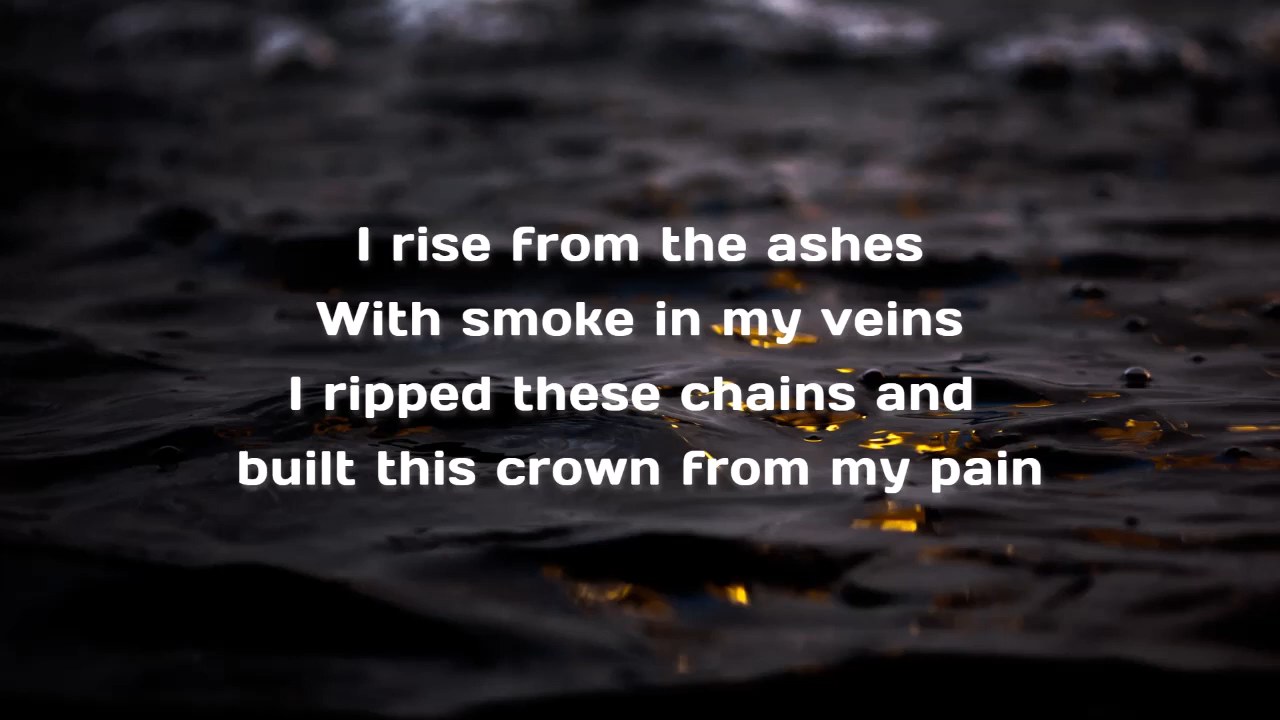 I rise from the ashes
With smoke in my veins
I ripped these chains and
built this crown from my pain